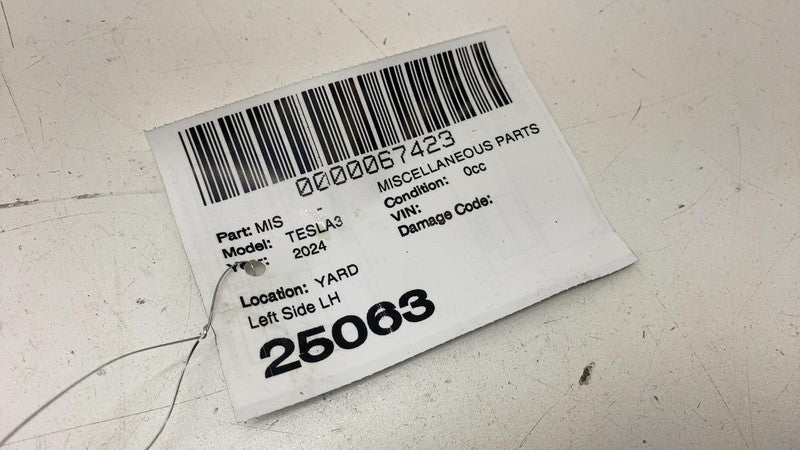 0000067423
Part: MIS - MISCELLANEOUS PARTS
Model: TESLA3 Condition: 0cc
Year: 2024 VIN:
Damage Code:
Location: YARD
Left Side LH
25063